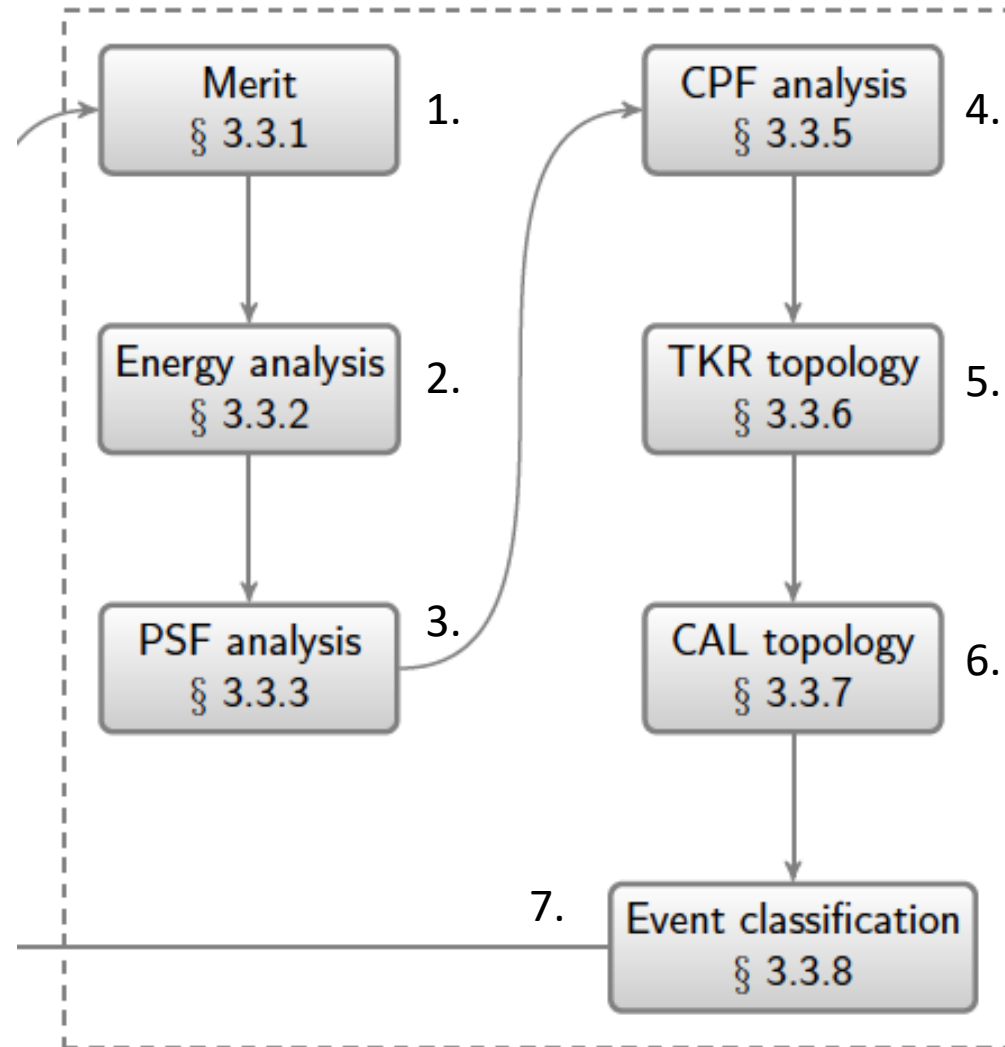 Merit
§ 3.3.1
1.
Energy analysis
§ 3.3.2
2.
PSF analysis
§ 3.3.3
3.
CPF analysis
§ 3.3.5
4.
TKR topology
§ 3.3.6
5.
CAL topology
§ 3.3.7
6.
7.
Event classification
§ 3.3.8